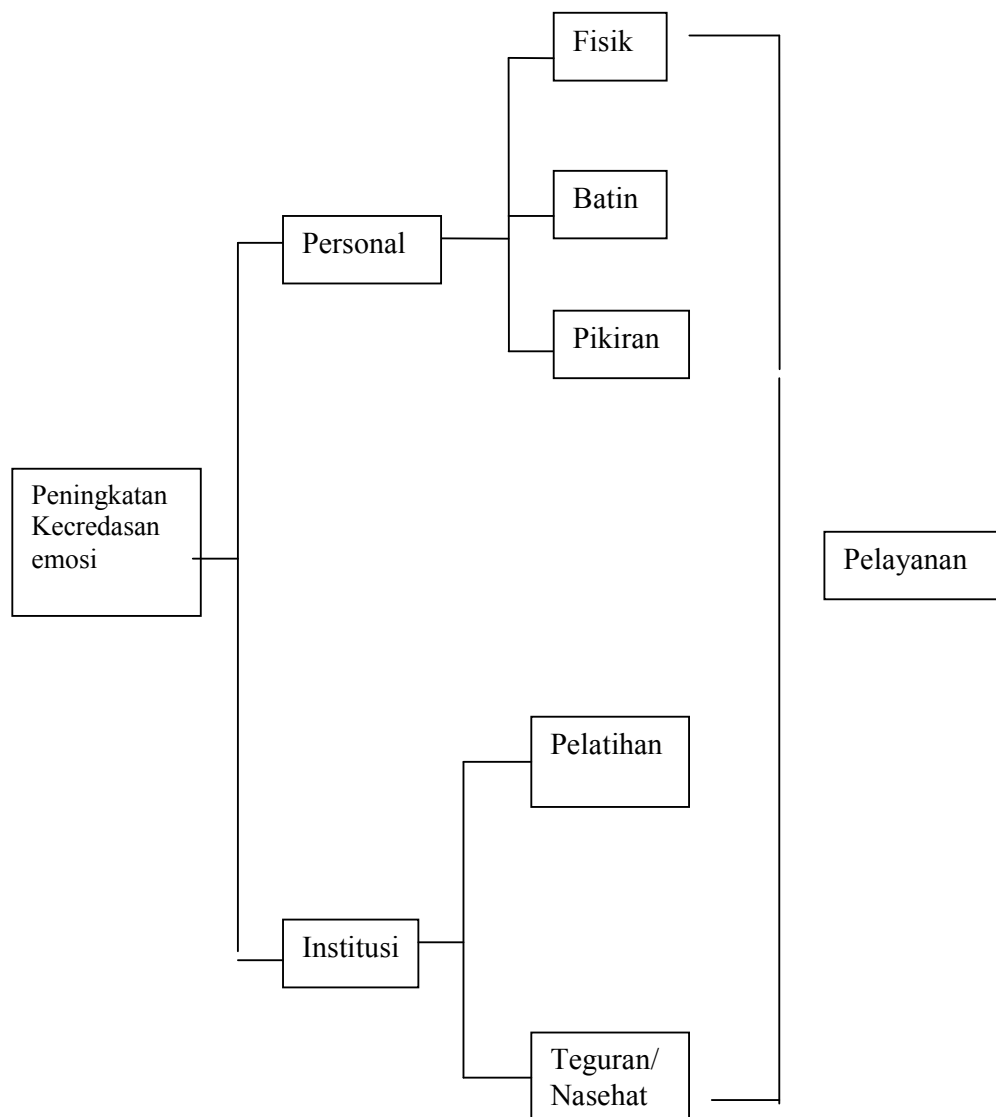 Fisik
Batin
Personal
Pikiran
Peningkatan
Kecredasan
emosi
Pelayanan
Pelatihan
Institusi
Teguran/
Nasehat